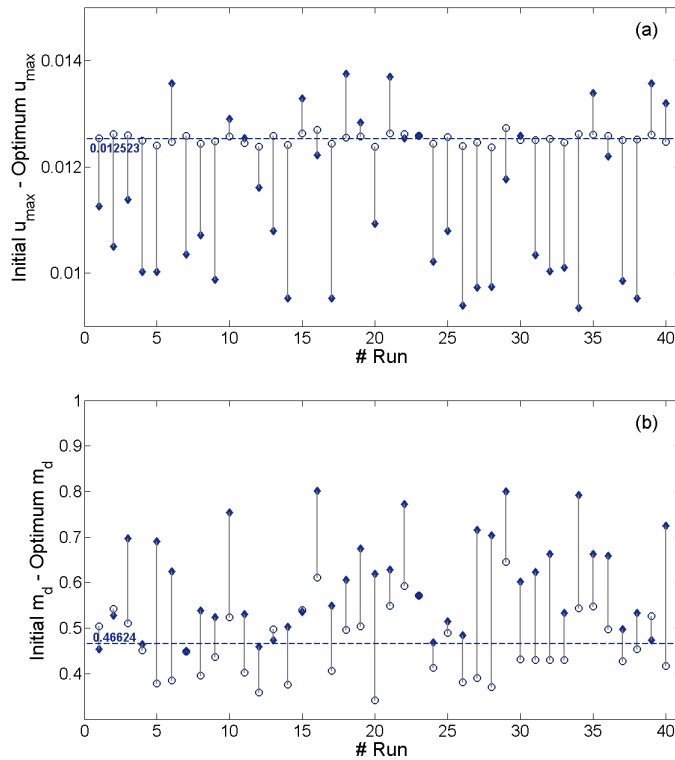 (a)
0.014
0.012
0.01
0.012523
Initial u_max - Optimum u_max
0 5 10 15 20 25 30 35 40
# Run
(b)
1
0.9
0.8
0.7
0.6
0.5
0.4
0.46624
Initial m_d - Optimum m_d
0 5 10 15 20 25 30 35 40
# Run